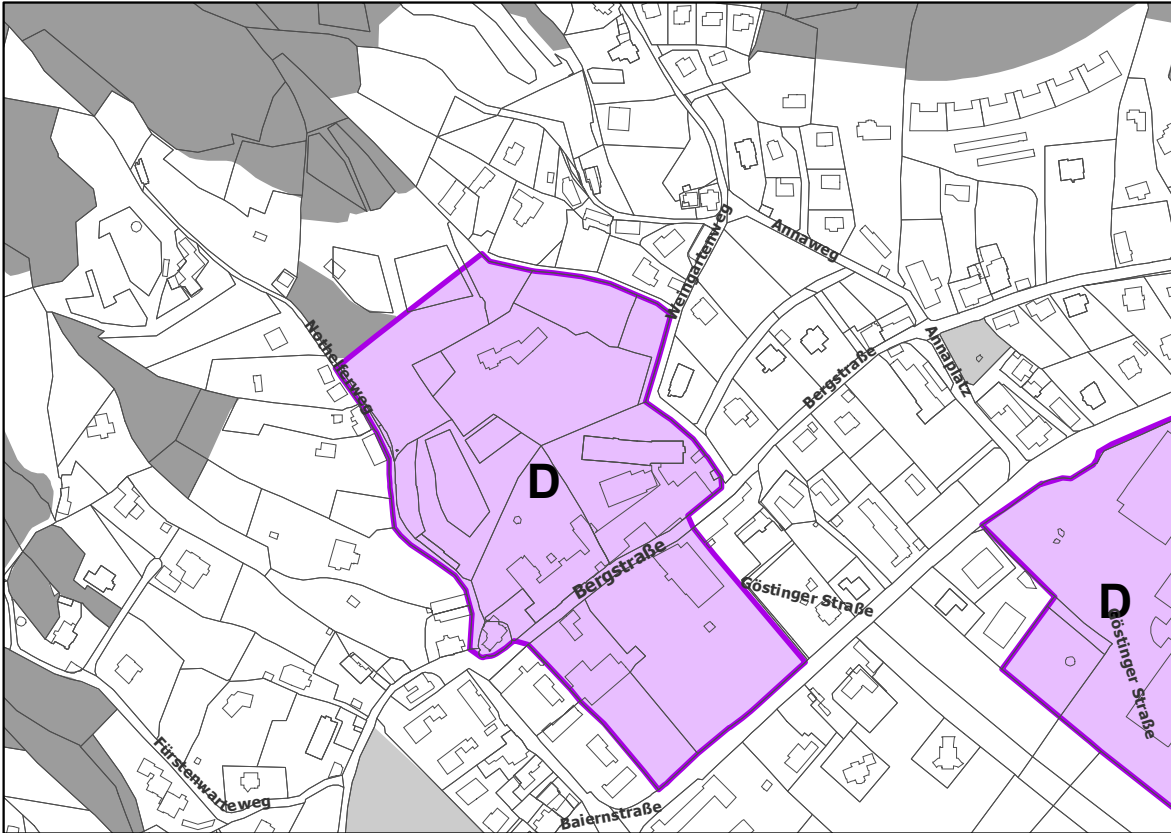 Weingartenweg
Annaweg
Nothelferweg
Bergstraße
Annaplatz
D
Bergstraße
Göstinger Straße
D
Göstinger Straße
Fürstenwarteweg
Baiernstraße